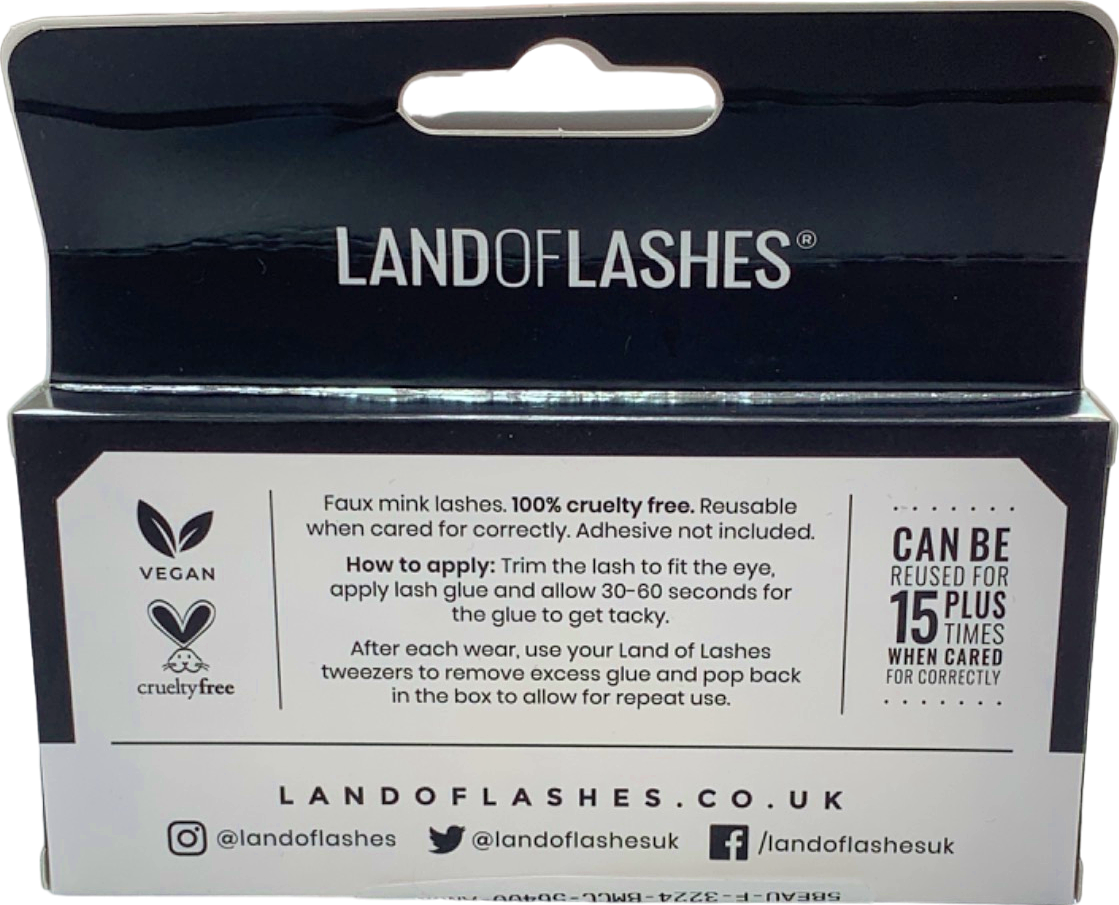 LANDOFLASHES®
VEGAN
crueltyfree
Faux mink lashes. 100% cruelty free. Reusable
when cared for correctly. Adhesive not included.
How to apply: Trim the lash to fit the eye,
apply lash glue and allow 30-60 seconds for
the glue to get tacky.
After each wear, use your Land of Lashes
tweezers to remove excess glue and pop back
in the box to allow for repeat use.
CAN BE
REUSED FOR
15 PLUS
TIMES
WHEN CARED
FOR CORRECTLY
LANDOFLASHES.CO.UK
@landoflashes @landoflashesuk /landoflashesuk